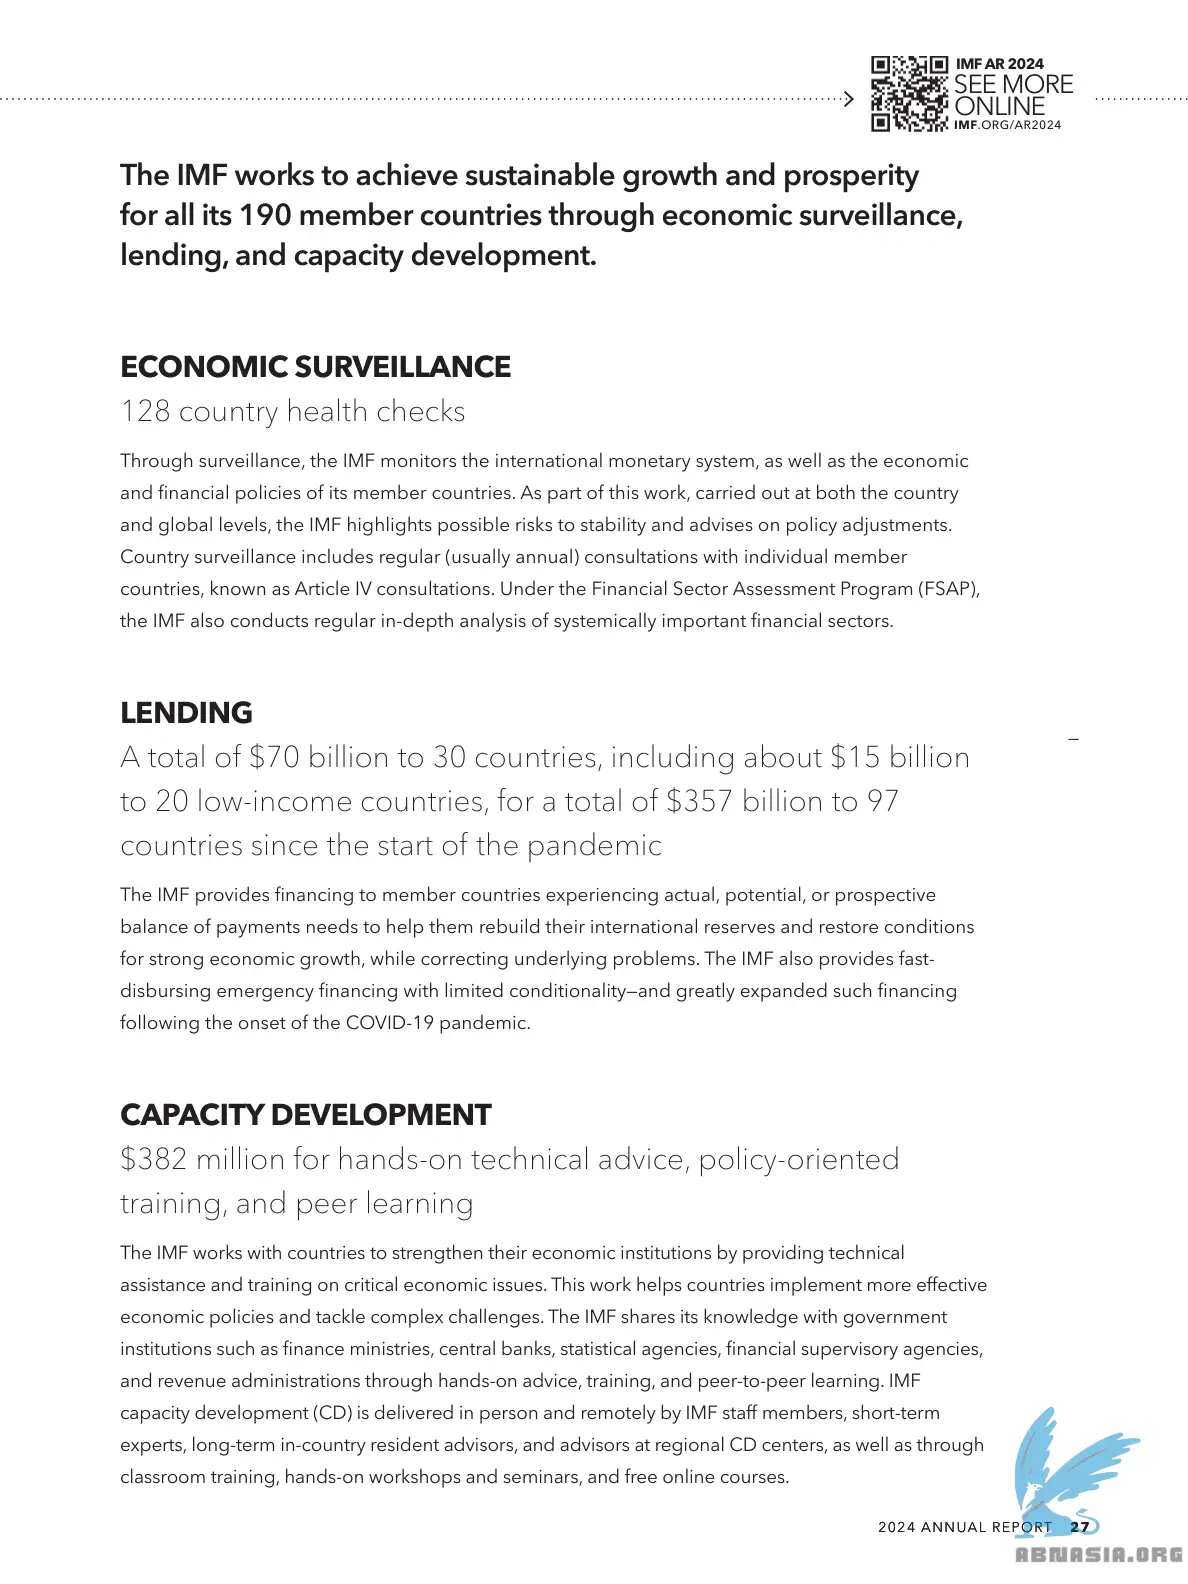 IMF AR 2024
SEE MORE
ONLINE
IMF.ORG/AR2024
The IMF works to achieve sustainable growth and prosperity
for all its 190 member countries through economic surveillance,
lending, and capacity development.
ECONOMIC SURVEILLANCE
128 country health checks
Through surveillance, the IMF monitors the international monetary system, as well as the economic
and financial policies of its member countries. As part of this work, carried out at both the country
and global levels, the IMF highlights possible risks to stability and advises on policy adjustments.
Country surveillance includes regular (usually annual) consultations with individual member
countries, known as Article IV consultations. Under the Financial Sector Assessment Program (FSAP),
the IMF also conducts regular in-depth analysis of systemically important financial sectors.
LENDING
A total of $70 billion to 30 countries, including about $15 billion
to 20 low-income countries, for a total of $357 billion to 97
countries since the start of the pandemic
The IMF provides financing to member countries experiencing actual, potential, or prospective
balance of payments needs to help them rebuild their international reserves and restore conditions
for strong economic growth, while correcting underlying problems. The IMF also provides fast-
disbursing emergency financing with limited conditionality—and greatly expanded such financing
following the onset of the COVID-19 pandemic.
CAPACITY DEVELOPMENT
$382 million for hands-on technical advice, policy-oriented
training, and peer learning
The IMF works with countries to strengthen their economic institutions by providing technical
assistance and training on critical economic issues. This work helps countries implement more effective
economic policies and tackle complex challenges. The IMF shares its knowledge with government
institutions such as finance ministries, central banks, statistical agencies, financial supervisory agencies,
and revenue administrations through hands-on advice, training, and peer-to-peer learning. IMF
capacity development (CD) is delivered in person and remotely by IMF staff members, short-term
experts, long-term in-country resident advisors, and advisors at regional CD centers, as well as through
classroom training, hands-on workshops and seminars, and free online courses.
2024 ANNUAL REPORT 27
ABNASIA.ORG